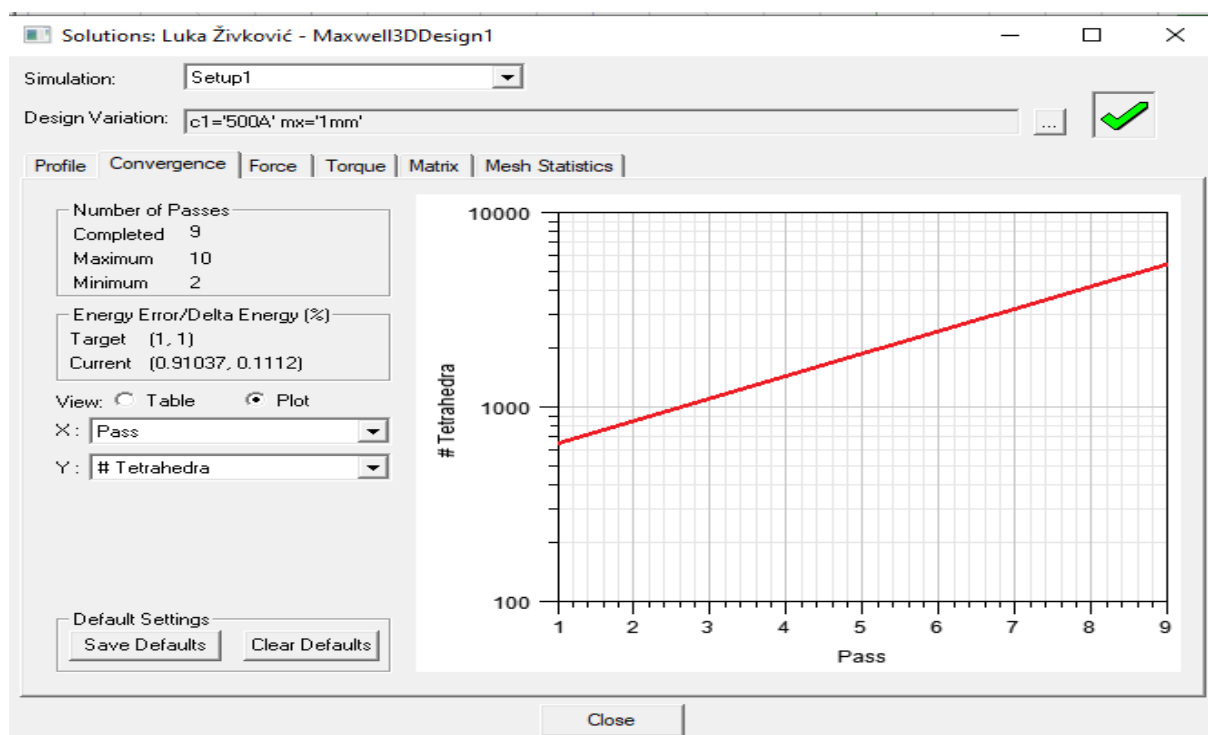 Solutions: Luka Živković - Maxwell3DDesign1
Simulation: Setup1
Design Variation: c1='500A' mx='1mm' ...
Profile Convergence Force Torque Matrix Mesh Statistics
Number of Passes
Completed 9
Maximum 10
Minimum 2
Energy Error/Delta Energy (%)
Target (1, 1)
Current (0.91037, 0.1112)
View: Table Plot
X : Pass
Y : # Tetrahedra
Default Settings
Save Defaults Clear Defaults
# Tetrahedra
10000
1000
100
1 2 3 4 5 6 7 8 9
Pass
Close